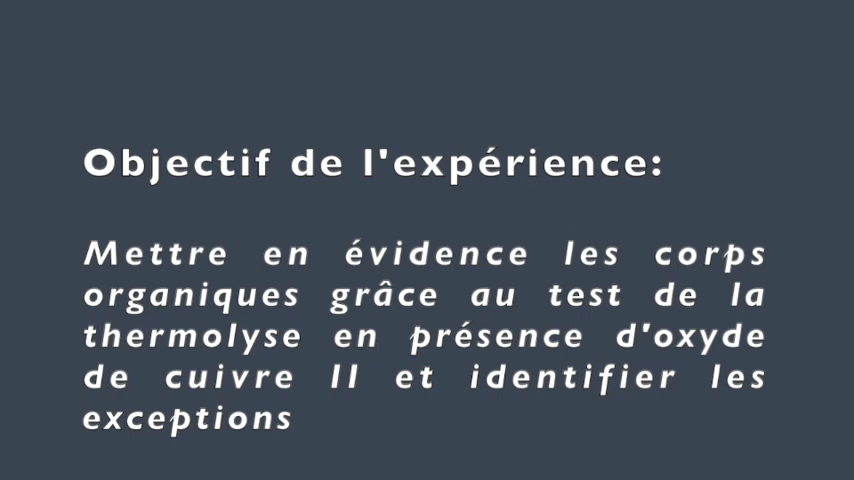 Objectif de l'expérience:
Mettre en évidence les corps
organiques grâce au test de la
thermolyse en présence d'oxyde
de cuivre II et identifier les
exceptions